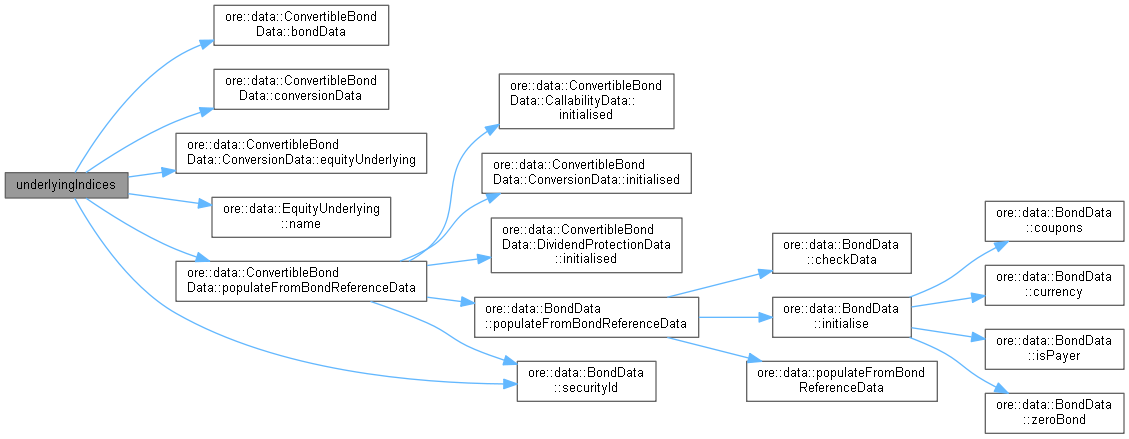 underlyingIndices
ore::data::ConvertibleBond
Data::bondData
ore::data::ConvertibleBond
Data::conversionData
ore::data::ConvertibleBond
Data::ConversionData::equityUnderlying
ore::data::EquityUnderlying
::name
ore::data::ConvertibleBond
Data::populateFromBondReferenceData
ore::data::ConvertibleBond
Data::CallabilityData::
initialised
ore::data::ConvertibleBond
Data::ConversionData::initialised
ore::data::ConvertibleBond
Data::DividendProtectionData
::initialised
ore::data::BondData
::populateFromBondReferenceData
ore::data::BondData
::securityId
ore::data::BondData
::checkData
ore::data::BondData
::initialise
ore::data::populateFromBond
ReferenceData
ore::data::BondData
::coupons
ore::data::BondData
::currency
ore::data::BondData
::isPayer
ore::data::BondData
::zeroBond